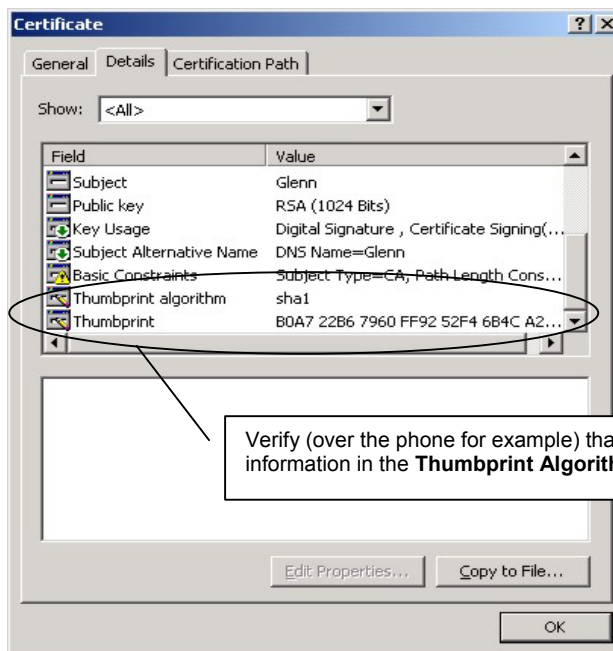 Certificate
General Details Certification Path
Show: <All>
Field Value
Subject Glenn
Public key RSA (1024 Bits)
Key Usage Digital Signature , Certificate Signing(...
Subject Alternative Name DNS Name=Glenn
Basic Constraints Subject Type=CA, Path Length Cons...
Thumbprint algorithm sha1
Thumbprint B0A7 22B6 7960 FF92 52F4 6B4C A2...
Verify (over the phone for example) tha
information in the Thumbprint Algorith
Edit Properties... Copy to File...
OK